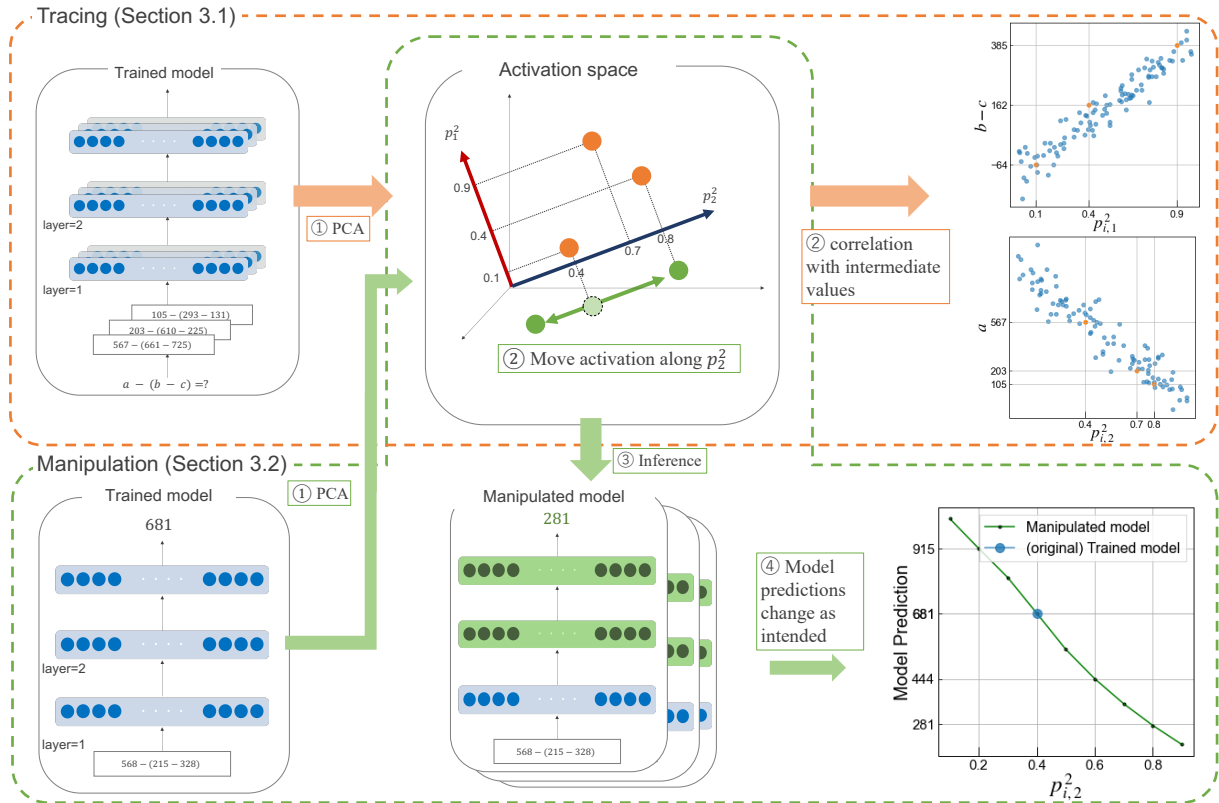 Tracing (Section 3.1)
Trained model
layer=2
layer=1
105 − (293 − 131)
203 − (610 − 225)
567 − (661 − 725)
a − (b − c) =?
① PCA
Activation space
p²₁
p²₂
0.9
0.4
0.1
0.4
0.7
0.8
② Move activation along p²₂
② correlation
with intermediate
values
b − c
385
162
−64
0.1
0.4
0.9
p²ᵢ,₁
a
567
203
105
0.4
0.7
0.8
p²ᵢ,₂
Manipulation (Section 3.2)
Trained model
681
layer=2
layer=1
568 − (215 − 328)
① PCA
③ Inference
Manipulated model
281
568 − (215 − 328)
④ Model
predictions
change as
intended
Manipulated model
(original) Trained model
Model Prediction
915
681
444
281
0.2
0.4
0.6
0.8
p²ᵢ,₂